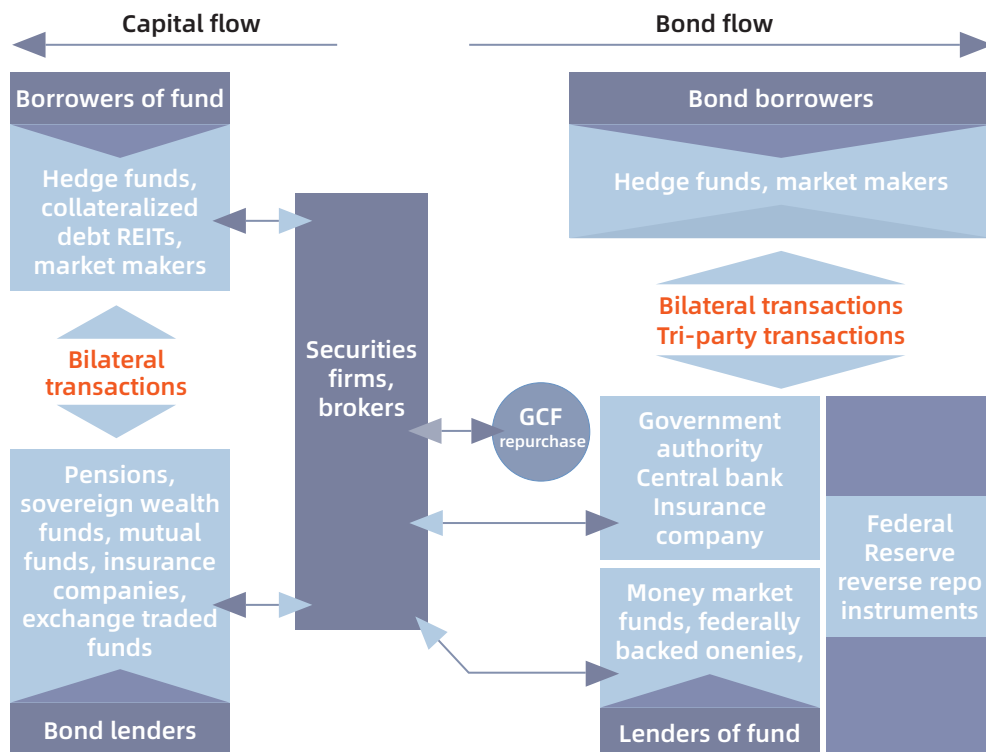 Capital flow
Bond flow
Borrowers of fund
Hedge funds,
collateralized
debt REITs,
market makers
Bilateral
transactions
Pensions,
sovereign wealth
funds, mutual
funds, insurance
companies,
exchange traded
funds
Bond lenders
Securities
firms,
brokers
GCF
repurchase
Bond borrowers
Hedge funds, market makers
Bilateral transactions
Tri-party transactions
Government
authority
Central bank
Insurance
company
Money market
funds, federally
backed onenies,
Lenders of fund
Federal
Reserve
reverse repo
instruments